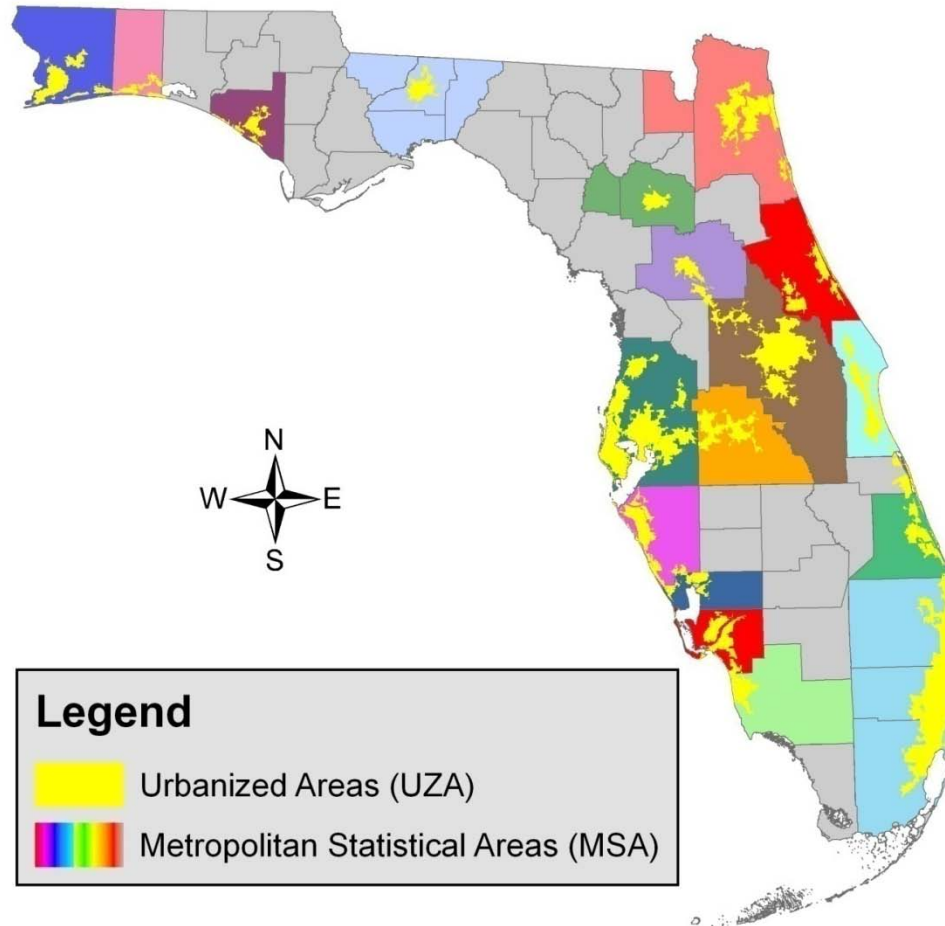 N
W E
S
Legend
Urbanized Areas (UZA)
Metropolitan Statistical Areas (MSA)